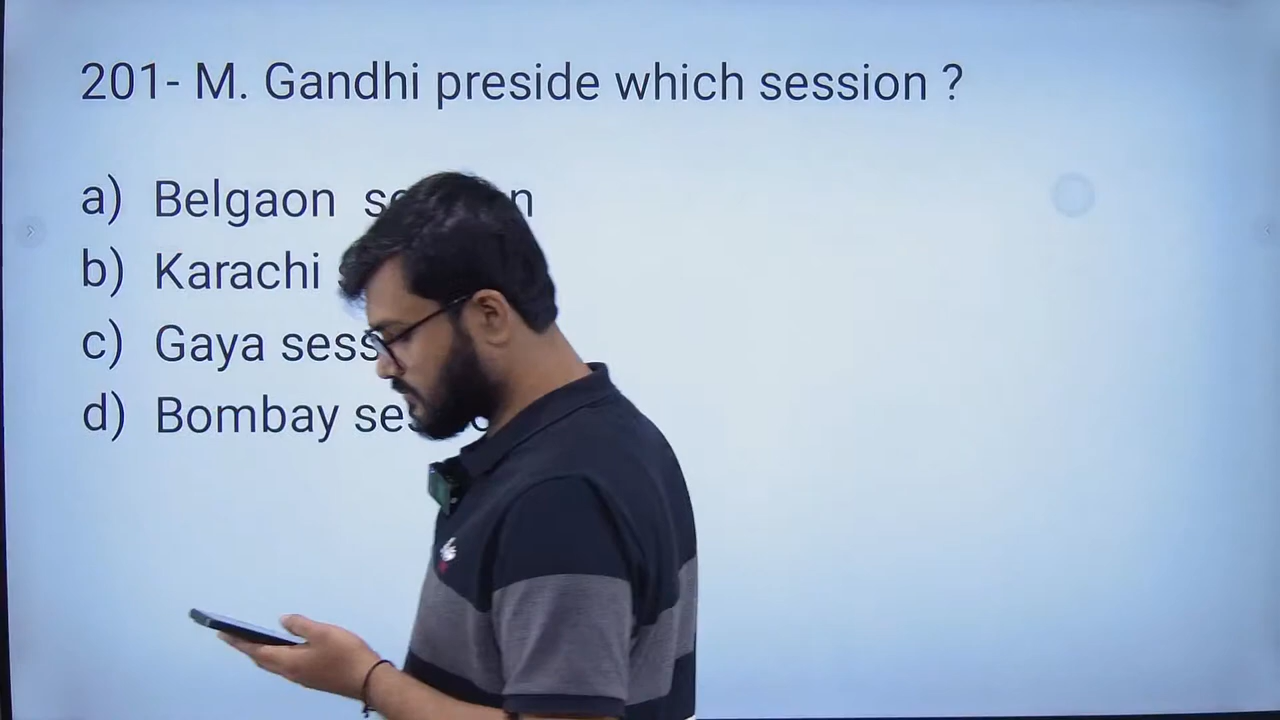 201- M. Gandhi preside which session ?
a) Belgaon
b) Karachi
c) Gaya
d) Bombay